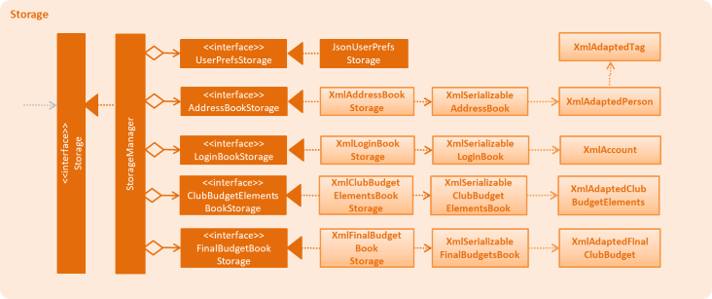 Storage
<<interface>>
Storage
StorageManager
<<interface>>
UserPrefsStorage
JsonUserPrefs
Storage
XmlAdaptedTag
<<interface>>
AddressBookStorage
XmlAddressBook
Storage
XmlSerializable
AddressBook
XmlAdaptedPerson
<<interface>>
LoginBookStorage
XmlLoginBook
Storage
XmlSerializable
LoginBook
XmlAccount
<<interface>>
ClubBudgetElements
BookStorage
XmlClubBudget
ElementsBook
Storage
XmlSerializable
ClubBudget
ElementsBook
XmlAdaptedClub
BudgetElements
<<interface>>
FinalBudgetBook
Storage
XmlFinalBudget
Book
Storage
XmlSerializable
FinalBudgetsBook
XmlAdaptedFinal
ClubBudget